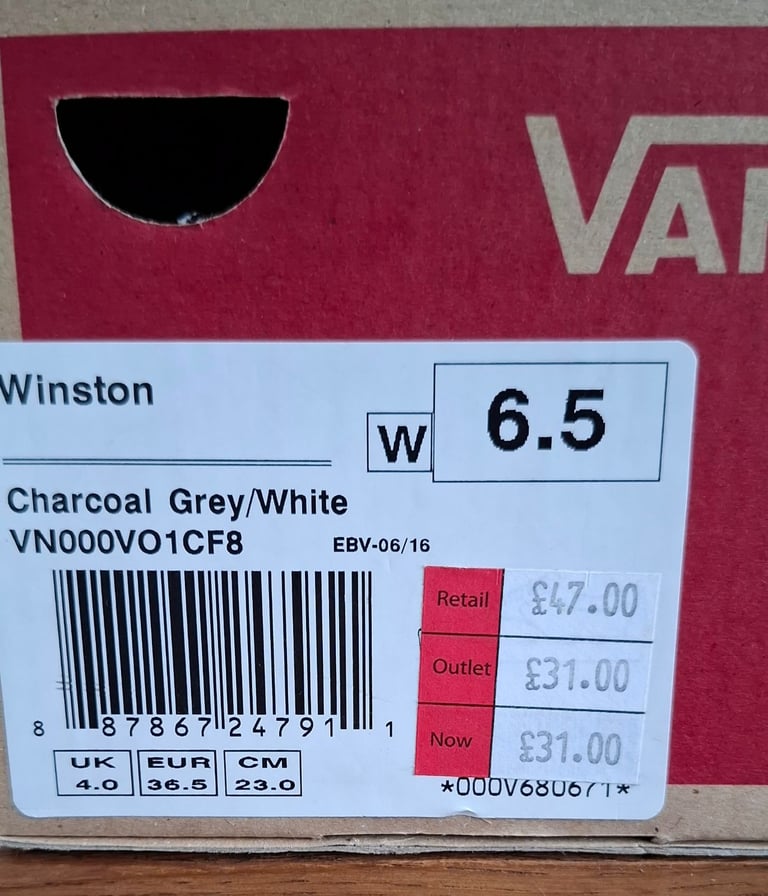 VAN
Winston
W 6.5
Charcoal Grey/White
VN000VO1CF8 EBV-06/16
Retail £47.00
Outlet £31.00
Now £31.00
8 87867 24791 1
UK EUR CM
4.0 36.5 23.0
*000V680671*